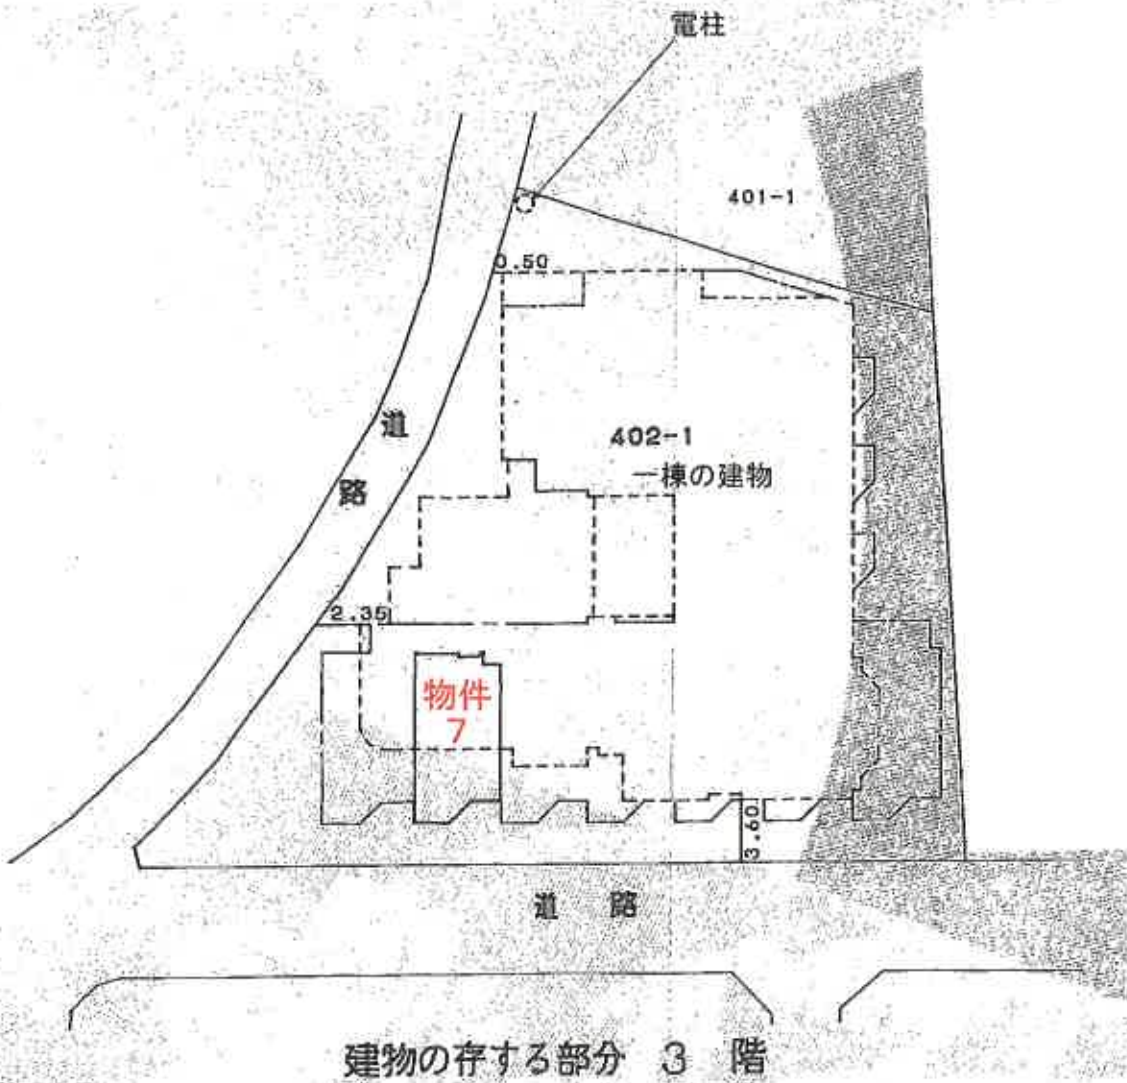 電柱
401-1
0.50
402-1
一棟の建物
道
路
2.35
物件
7
3.60
道 路
建物の存する部分 3 階